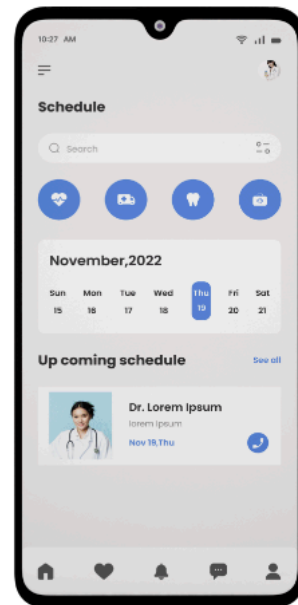 10:27 AM
Schedule
Search
November,2022
Sun Mon Tue Wed Thu Fri Sat
15 16 17 18 19 20 21
Up coming schedule See all
Dr. Lorem Ipsum
lorem Ipsum
Nov 19,Thu